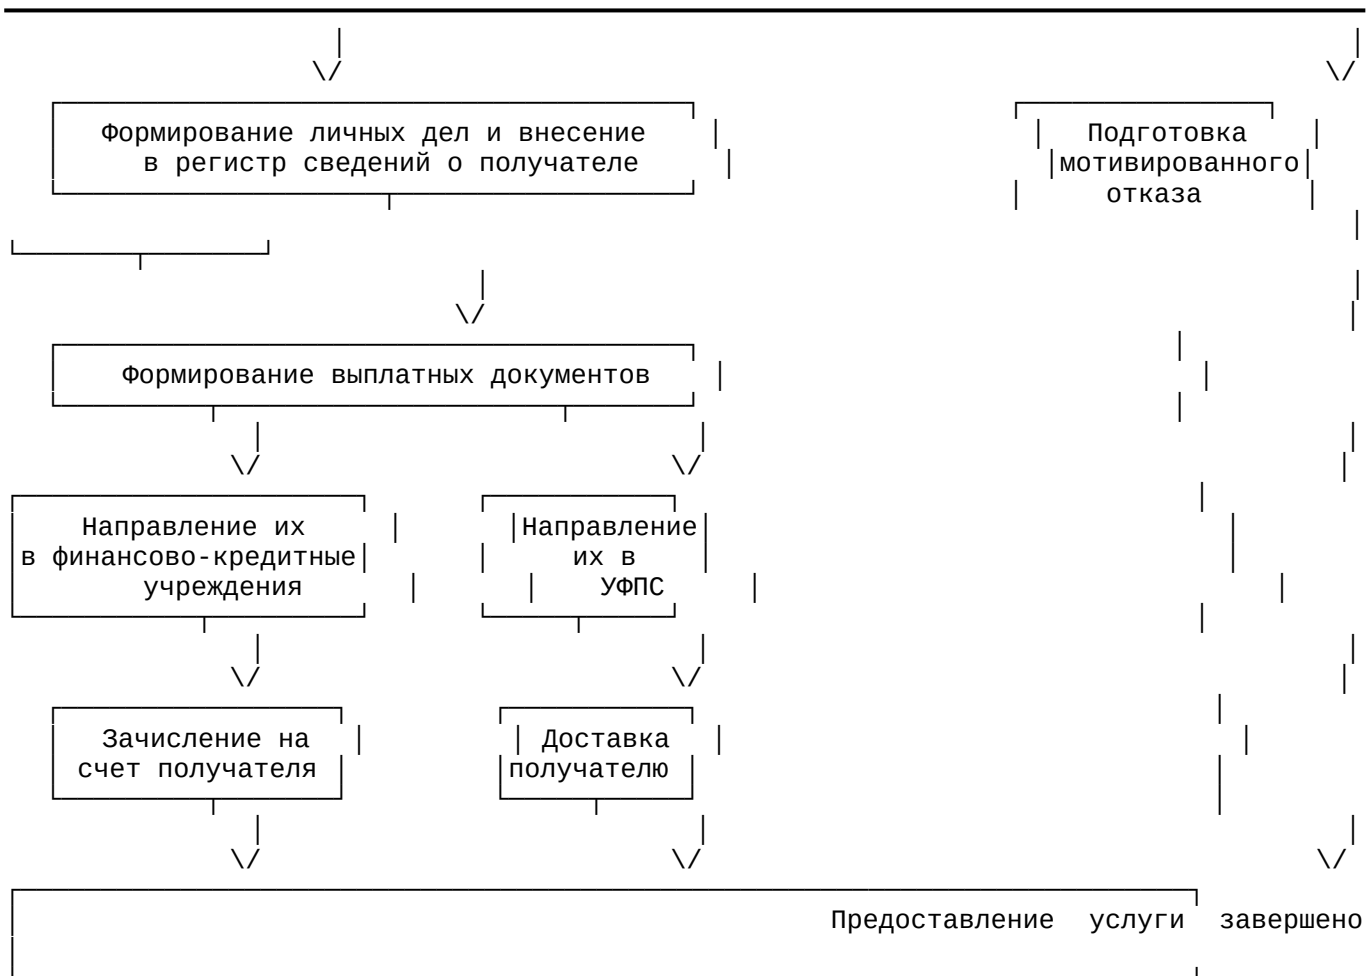 Формирование личных дел и внесение
в регистр сведений о получателе
Подготовка
мотивированного
отказа
Формирование выплатных документов
Направление их
в финансово-кредитные
учреждения
Направление
их в
УФПС
Зачисление на
счет получателя
Доставка
получателю
Предоставление услуги завершено